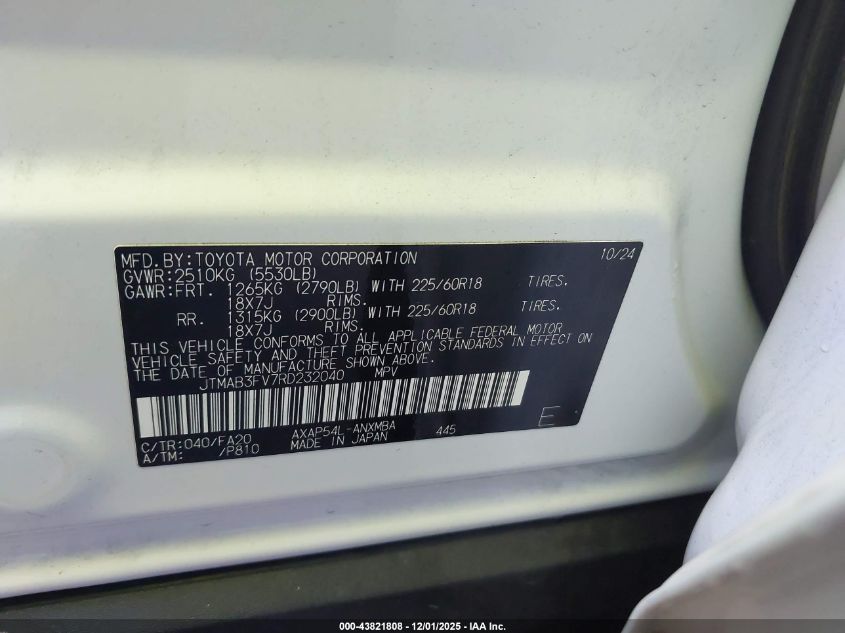 MFD.BY:TOYOTA MOTOR CORPORATION 10/24
GVWR:2510KG (5530LB)
GAWR:FRT. 1265KG (2790LB) WITH 225/60R18 TIRES.
18X7J RIMS.
RR. 1315KG (2900LB) WITH 225/60R18 TIRES.
18X7J RIMS.
THIS VEHICLE CONFORMS TO ALL APPLICABLE FEDERAL MOTOR
VEHICLE SAFETY AND THEFT PREVENTION STANDARDS IN EFFECT ON
THE DATE OF MANUFACTURE SHOWN ABOVE.
JTMAB3FV7RD232040 MPV
C/TR:040/FA20 AXAP54L-ANXMBA 445 E
A/TM: /P810 MADE IN JAPAN
000-43821808 - 12/01/2025 - IAA Inc.